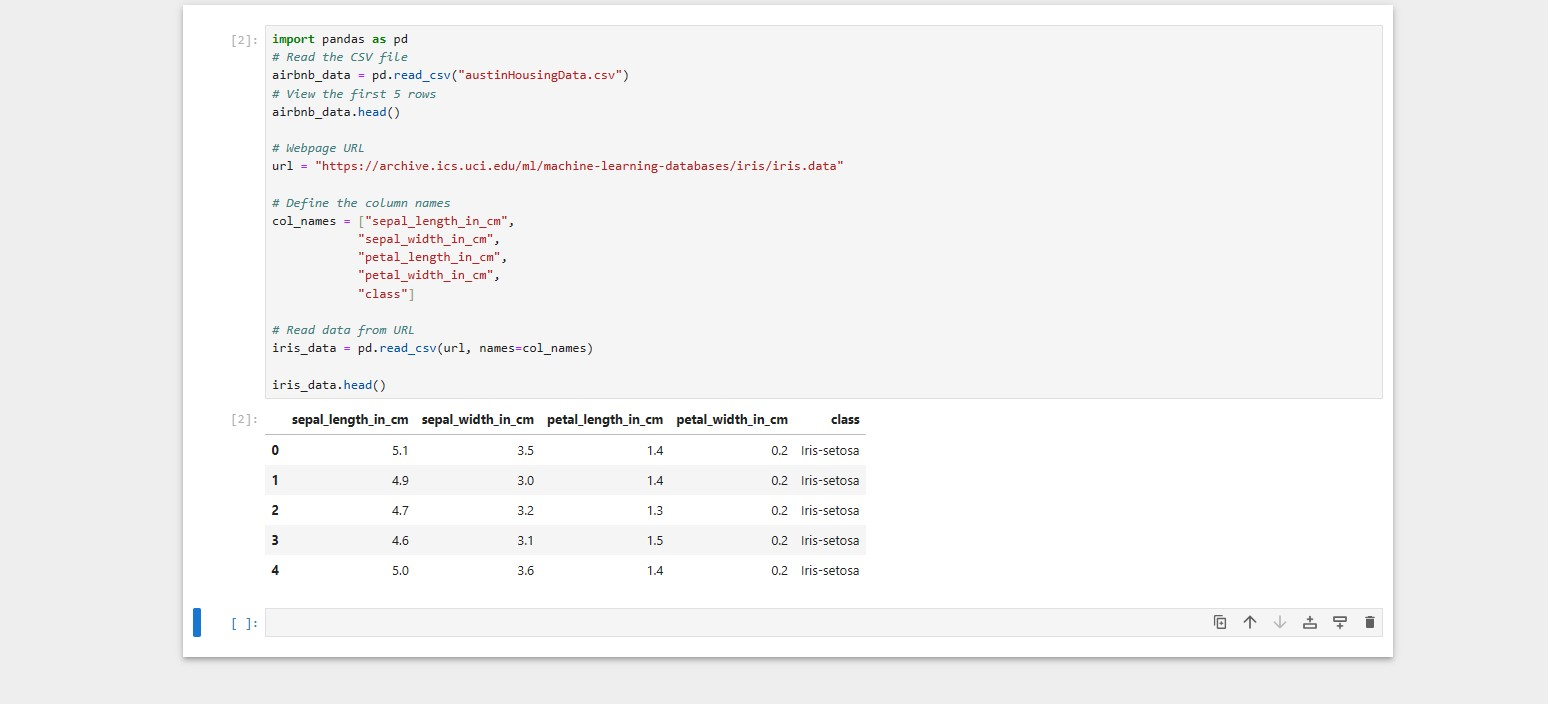 [2]:
import pandas as pd
# Read the CSV file
airbnb_data = pd.read_csv("austinHousingData.csv")
# View the first 5 rows
airbnb_data.head()
# Webpage URL
url = "https://archive.ics.uci.edu/ml/machine-learning-databases/iris/iris.data"
# Define the column names
col_names = ["sepal_length_in_cm",
"sepal_width_in_cm",
"petal_length_in_cm",
"petal_width_in_cm",
"class"]
# Read data from URL
iris_data = pd.read_csv(url, names=col_names)
iris_data.head()
[2]:
sepal_length_in_cm sepal_width_in_cm petal_length_in_cm petal_width_in_cm class
0 5.1 3.5 1.4 0.2 Iris-setosa
1 4.9 3.0 1.4 0.2 Iris-setosa
2 4.7 3.2 1.3 0.2 Iris-setosa
3 4.6 3.1 1.5 0.2 Iris-setosa
4 5.0 3.6 1.4 0.2 Iris-setosa
[ ]: